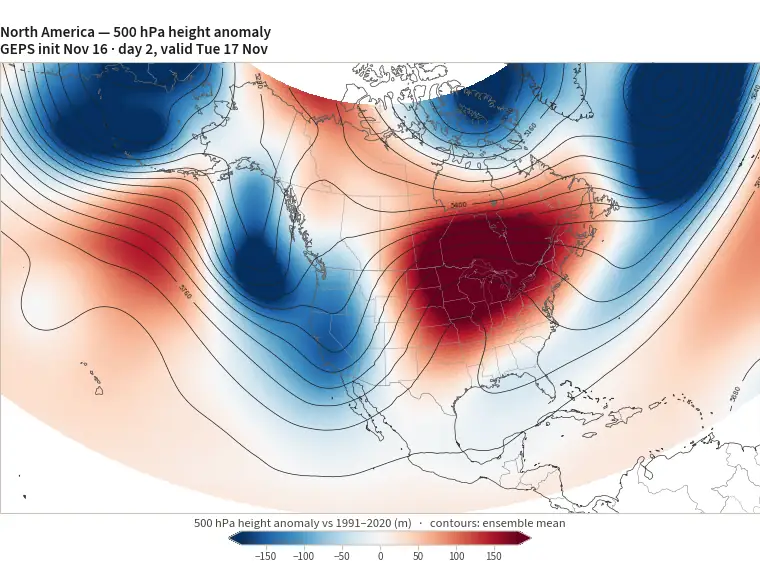 North America — 500 hPa height anomaly
GEPS init Nov 16 · day 2, valid Tue 17 Nov
5160
5400
5760
5880
500 hPa height anomaly vs 1991–2020 (m) · contours: ensemble mean
−150 −100 −50 0 50 100 150